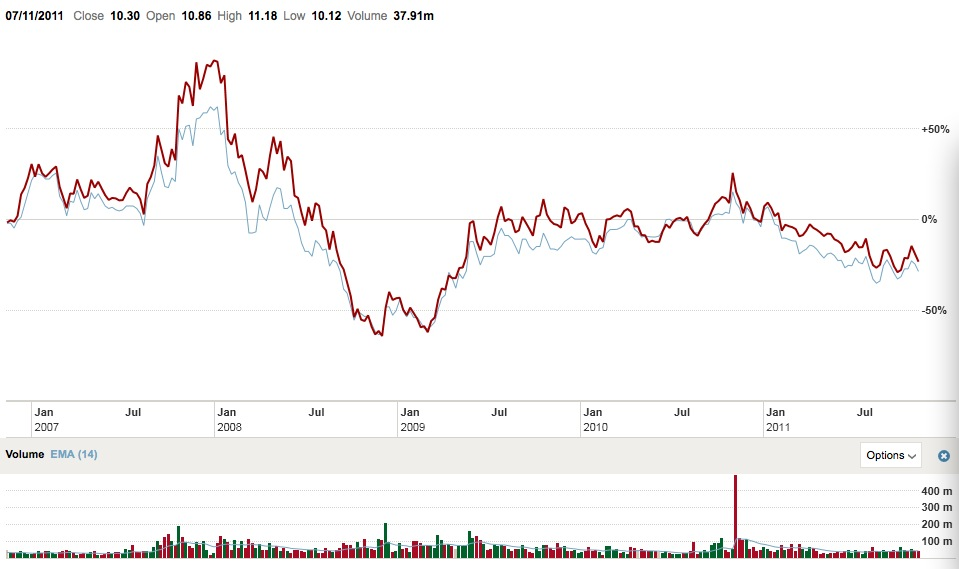 07/11/2011 Close 10.30 Open 10.86 High 11.18 Low 10.12 Volume 37.91m
+50%
0%
-50%
Jan Jul Jan Jul Jan Jul Jan Jul Jan Jul
2007 2008 2009 2010 2011
Volume EMA (14) Options
400 m
300 m
200 m
100 m